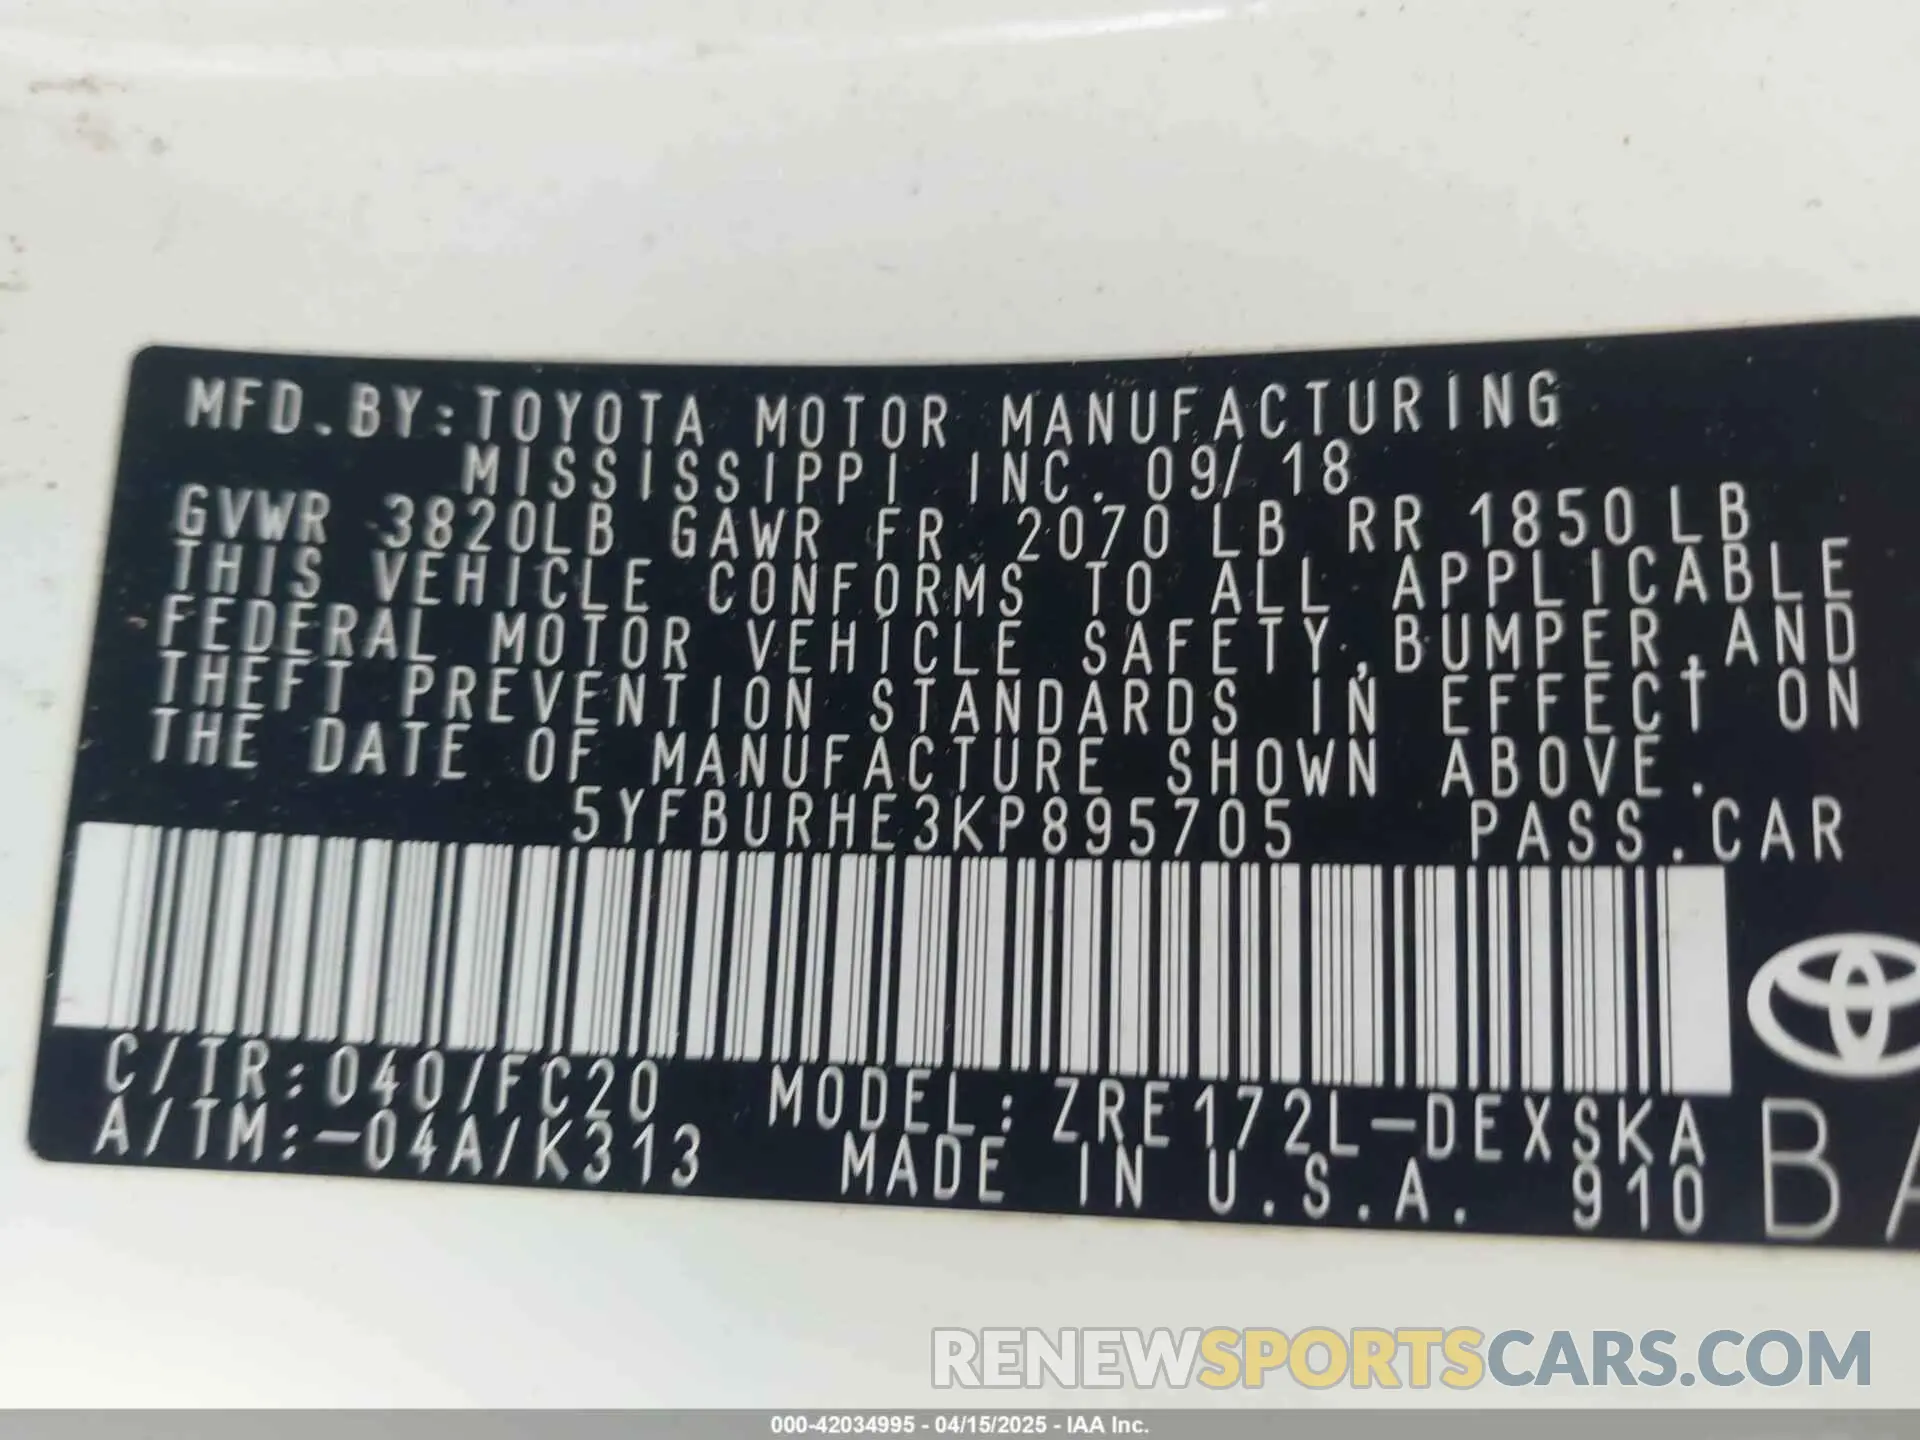 MFD.BY:TOYOTA MOTOR MANUFACTURING
MISSISSIPPI INC. 09/ 18
GVWR 3820LB GAWR FR 2070 LB RR 1850 LB
THIS VEHICLE CONFORMS TO ALL APPLICABLE
FEDERAL MOTOR VEHICLE SAFETY,BUMPER,AND
THEFT PREVENTION STANDARDS IN EFFECT ON
THE DATE OF MANUFACTURE SHOWN ABOVE.
5YFBURHE3KP895705 PASS.CAR
C/TR:040/FC20 MODEL:ZRE172L-DEXSKA
A/TM:-04A/K313 MADE IN U.S.A. 910
BA
RENEWSPORTSCARS.COM
000-42034995 - 04/15/2025 - IAA Inc.